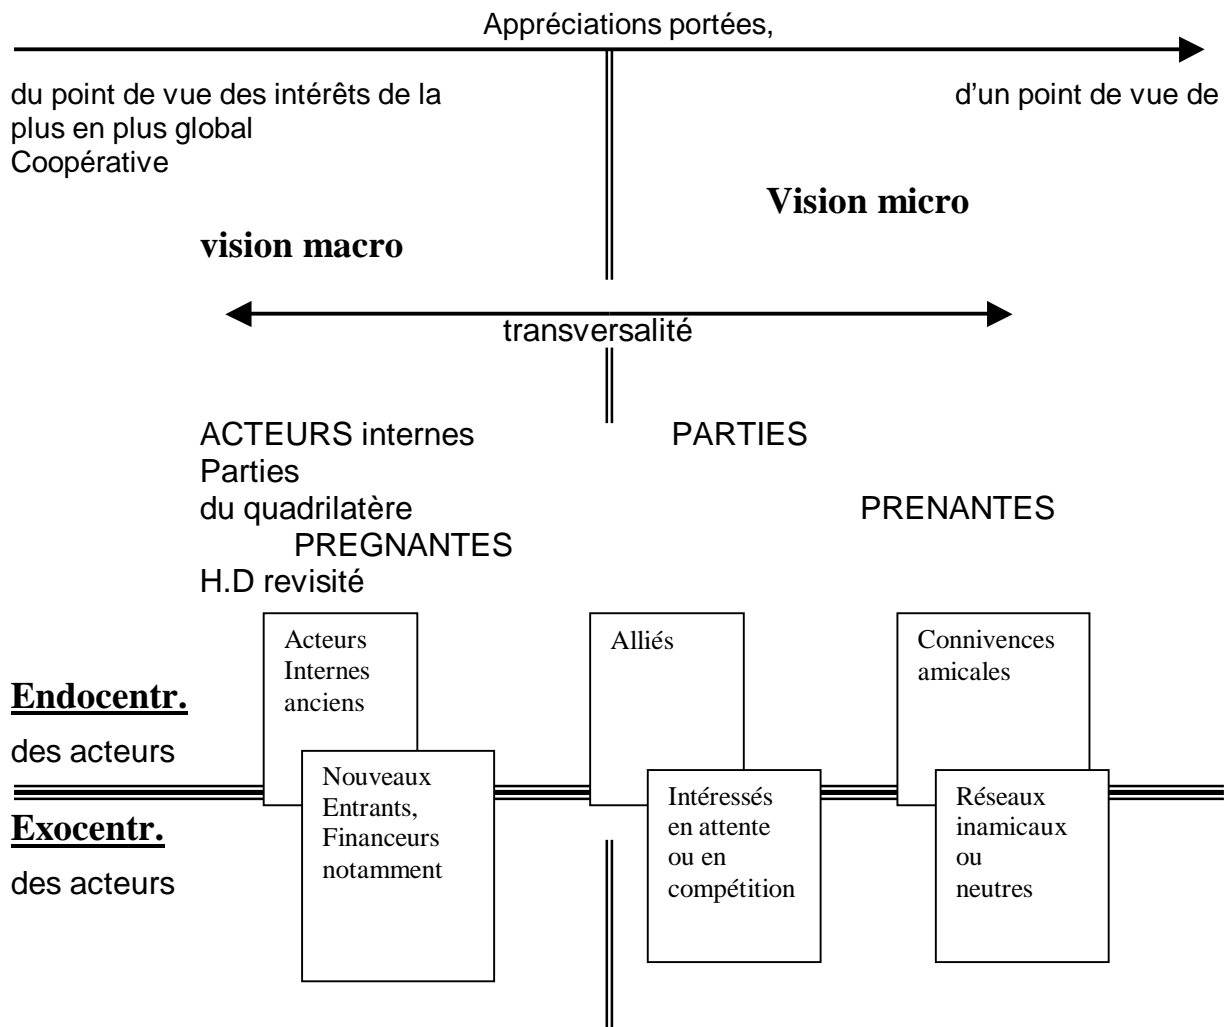 Appréciations portées,
du point de vue des intérêts de la d'un point de vue de
plus en plus global
Coopérative
Vision micro
vision macro
transversalité
ACTEURS internes PARTIES
Parties
du quadrilatère PRENANTES
PREGNANTES
H.D revisité
Acteurs
Internes
anciens
Alliés
Connivences
amicales
Endocentr.
des acteurs
Nouveaux
Entrants,
Financeurs
notamment
Intéressés
en attente
ou en
compétition
Réseaux
inamicaux
ou
neutres
Exocentr.
des acteurs